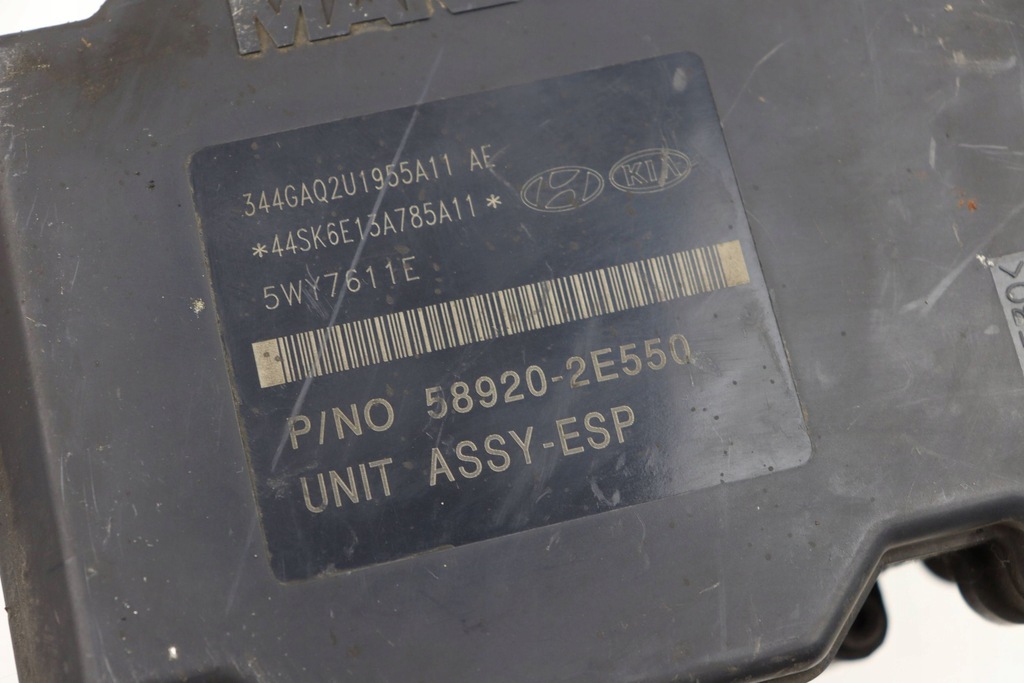 344GAQ2U1955A11 AE
*44SK6E13A785A11*
KIA
5WY7611E
P/NO 58920-2E550
UNIT ASSY-ESP